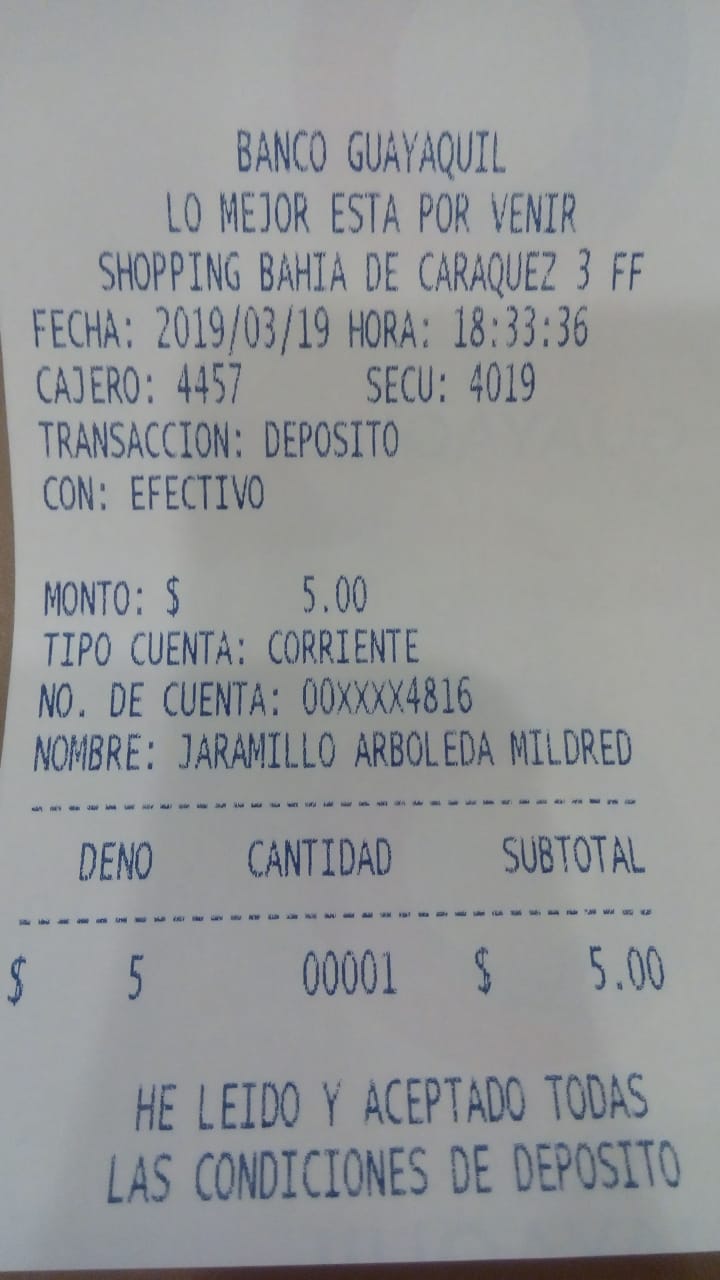 BANCO GUAYAQUIL
LO MEJOR ESTA POR VENIR
SHOPPING BAHIA DE CARAQUEZ 3 FF
FECHA: 2019/03/19 HORA: 18:33:36
CAJERO: 4457 SECU: 4019
TRANSACCION: DEPOSITO
CON: EFECTIVO
MONTO: $ 5.00
TIPO CUENTA: CORRIENTE
NO. DE CUENTA: 00XXXX4816
NOMBRE: JARAMILLO ARBOLEDA MILDRED
DENO CANTIDAD SUBTOTAL
$ 5 00001 $ 5.00
HE LEIDO Y ACEPTADO TODAS
LAS CONDICIONES DE DEPOSITO